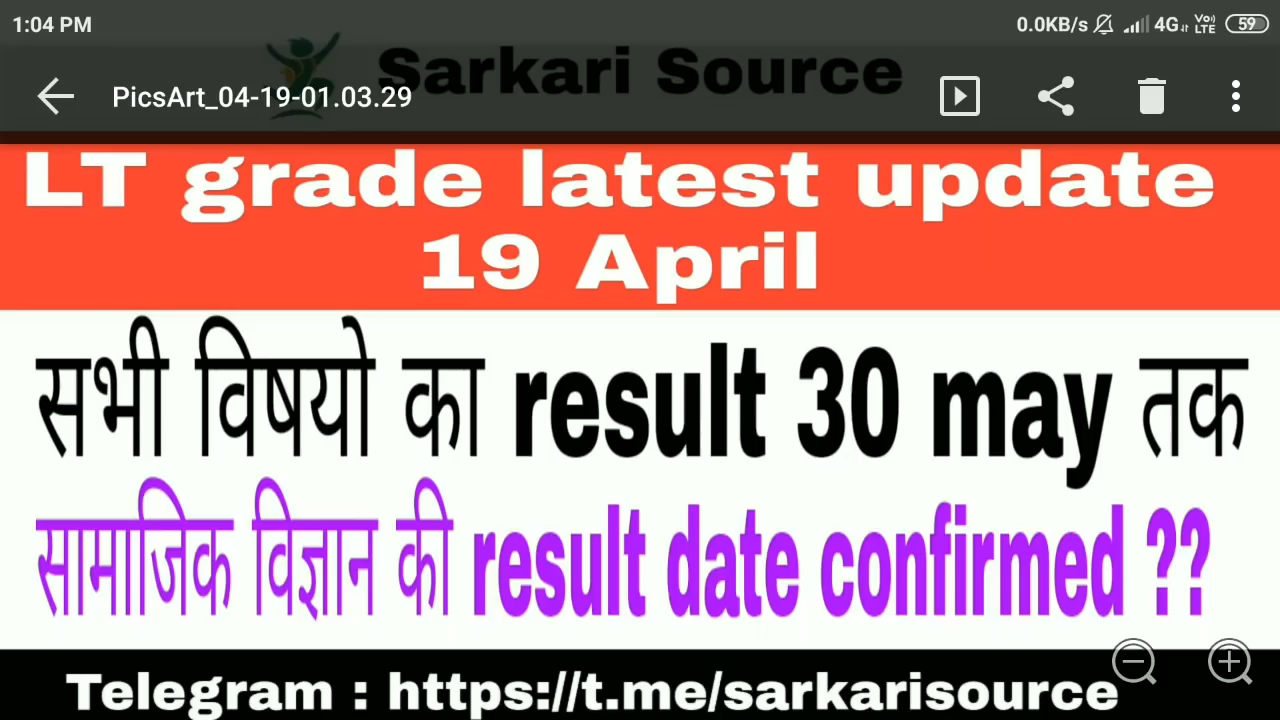 1:04 PM 0.0KB/s 4G VoLTE 59
Sarkari Source
PicsArt_04-19-01.03.29
LT grade latest update
19 April
सभी विषयो का result 30 may तक
सामाजिक विज्ञान की result date confirmed ??
Telegram : https://t.me/sarkarisource